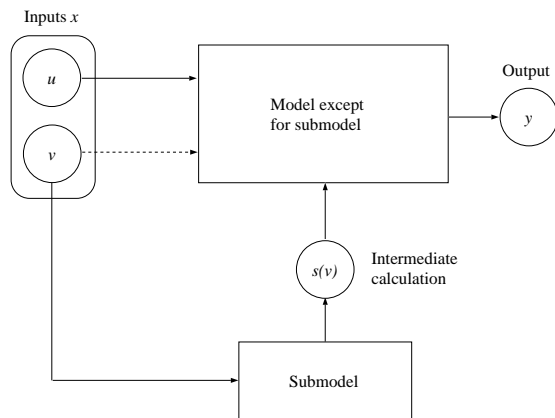 Inputs x
u
v
Model except
for submodel
Output
y
s(v)
Intermediate
calculation
Submodel